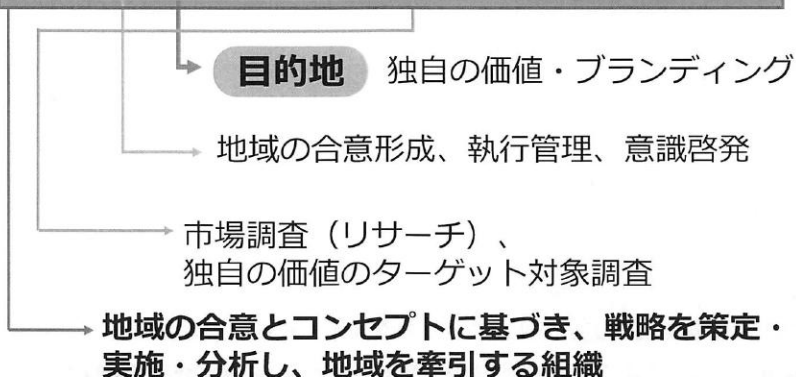 目的地 独自の価値・ブランディング
地域の合意形成、執行管理、意識啓発
市場調査（リサーチ）、
独自の価値のターゲット対象調査
地域の合意とコンセプトに基づき、戦略を策定・
実施・分析し、地域を牽引する組織